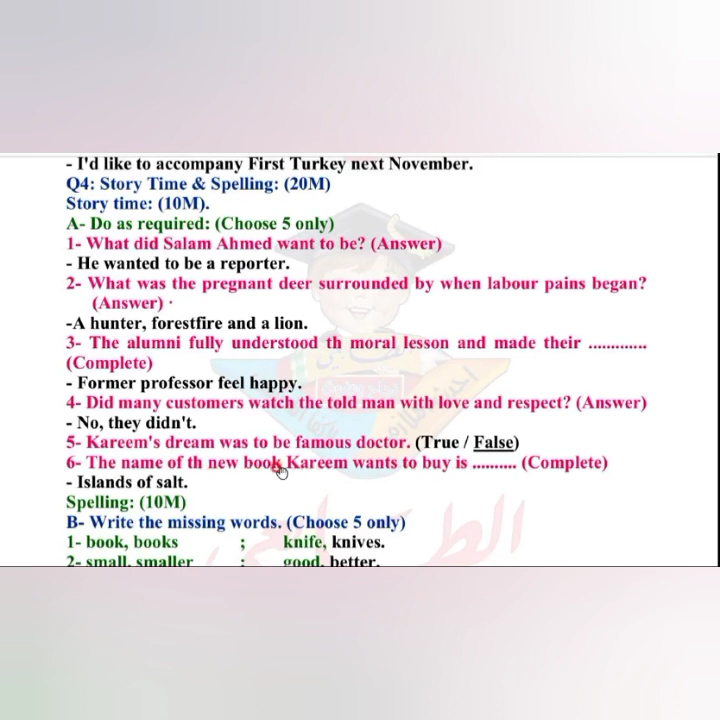 - I'd like to accompany First Turkey next November.
Q4: Story Time & Spelling: (20M)
Story time: (10M).
A- Do as required: (Choose 5 only)
1- What did Salam Ahmed want to be? (Answer)
- He wanted to be a reporter.
2- What was the pregnant deer surrounded by when labour pains began?
(Answer) ·
-A hunter, forestfire and a lion.
3- The alumni fully understood th moral lesson and made their .............
(Complete)
- Former professor feel happy.
4- Did many customers watch the told man with love and respect? (Answer)
- No, they didn't.
5- Kareem's dream was to be famous doctor. (True / False)
6- The name of th new book Kareem wants to buy is .......... (Complete)
- Islands of salt.
Spelling: (10M)
B- Write the missing words. (Choose 5 only)
1- book, books ; knife, knives.
2- small, smaller : good, better.